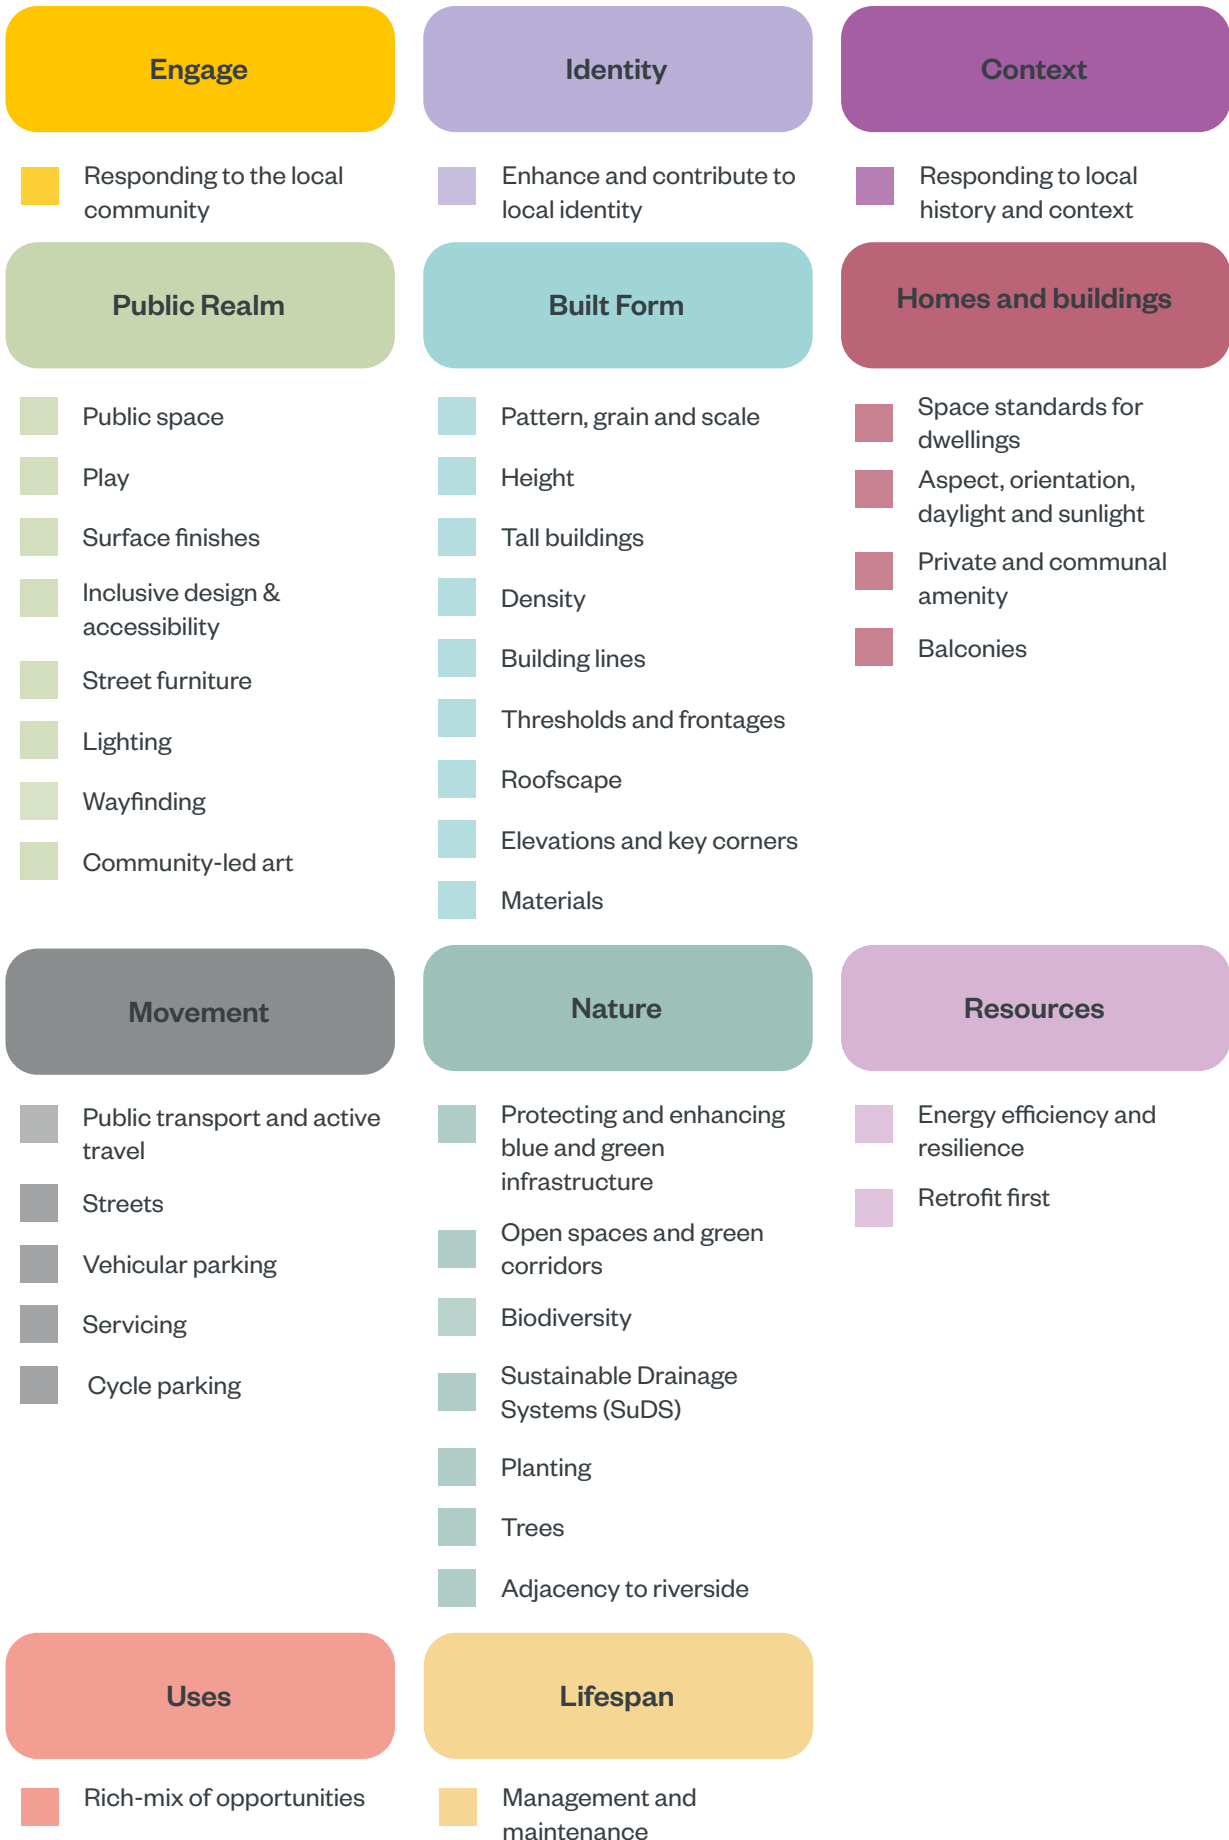 Engage
Responding to the local
community
Identity
Enhance and contribute to
local identity
Context
Responding to local
history and context
Public Realm
Public space
Play
Surface finishes
Inclusive design &
accessibility
Street furniture
Lighting
Wayfinding
Community-led art
Built Form
Pattern, grain and scale
Height
Tall buildings
Density
Building lines
Thresholds and frontages
Roofscape
Elevations and key corners
Materials
Homes and buildings
Space standards for
dwellings
Aspect, orientation,
daylight and sunlight
Private and communal
amenity
Balconies
Movement
Public transport and active
travel
Streets
Vehicular parking
Servicing
Cycle parking
Nature
Protecting and enhancing
blue and green
infrastructure
Open spaces and green
corridors
Biodiversity
Sustainable Drainage
Systems (SuDS)
Planting
Trees
Adjacency to riverside
Resources
Energy efficiency and
resilience
Retrofit first
Uses
Rich-mix of opportunities
Lifespan
Management and
maintenance